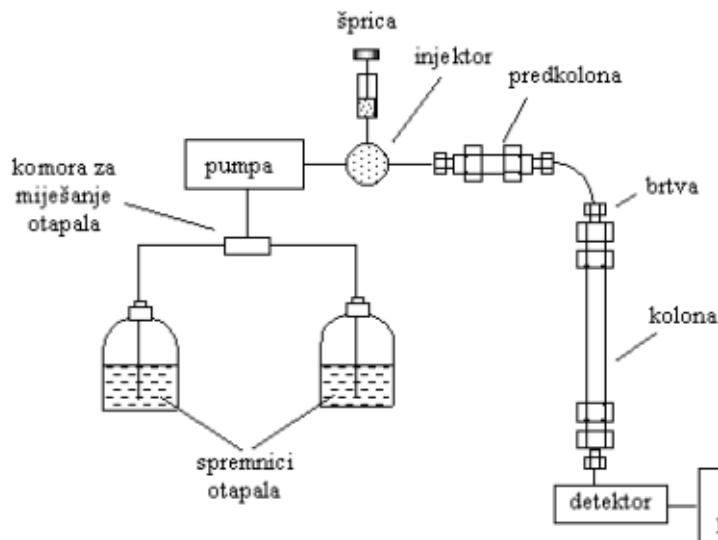 šprica
injektor
predkolona
pumpa
komora za
miješanje
otapala
brtva
kolona
spremnici
otapala
detektor